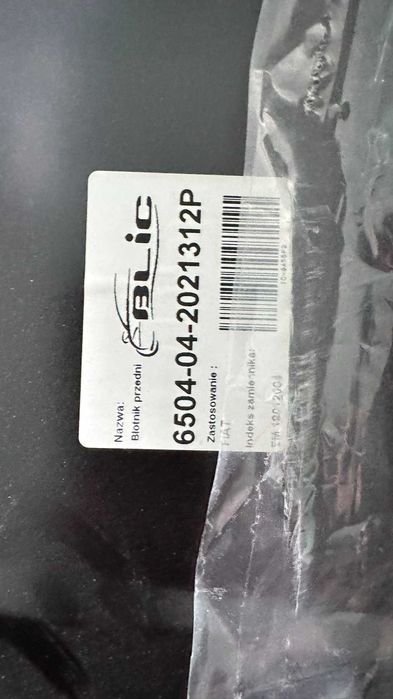 Nazwa:
Błotnik przedni
BLiC
6504-04-2021312P
Zastosowanie :
FIAT
Indeks zamiennika: